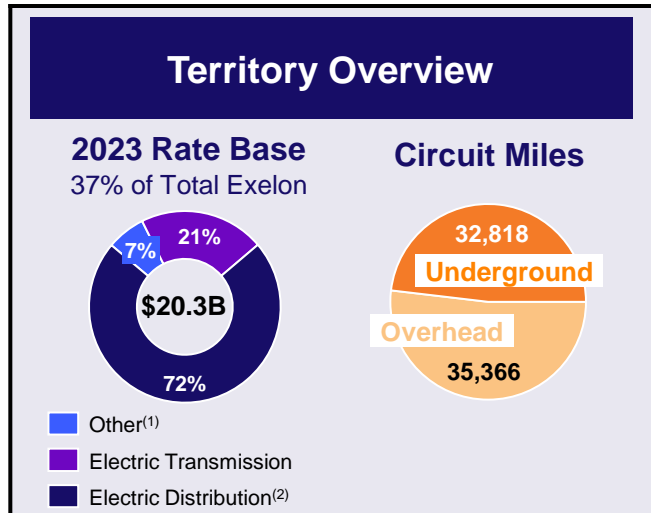 Territory Overview
2023 Rate Base
37% of Total Exelon
7%
21%
$20.3B
72%
Other(1)
Electric Transmission
Electric Distribution(2)
Circuit Miles
32,818
Underground
Overhead
35,366